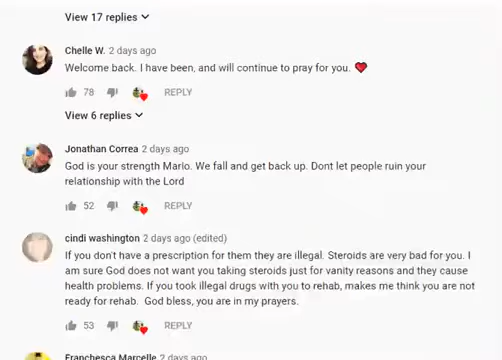 View 17 replies
Chelle W. 2 days ago
Welcome back. I have been, and will continue to pray for you.
78 REPLY
View 6 replies
Jonathan Correa 2 days ago
God is your strength Mario. We fall and get back up. Dont let people ruin your
relationship with the Lord
52 REPLY
cindi washington 2 days ago (edited)
If you don't have a prescription for them they are illegal. Steroids are very bad for you. I
am sure God does not want you taking steroids just for vanity reasons and they cause
health problems. If you took illegal drugs with you to rehab, makes me think you are not
ready for rehab. God bless, you are in my prayers.
53 REPLY
Franchesca Marcelle 2 days ago